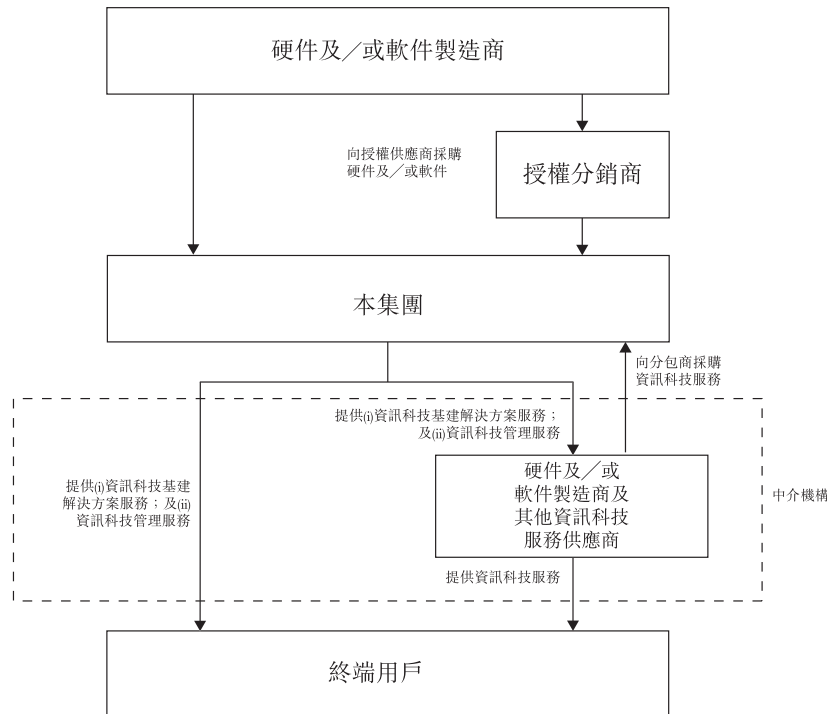 硬件及／或軟件製造商
向授權供應商採購
硬件及／或軟件
授權分銷商
本集團
向分包商採購
資訊科技服務
提供(i)資訊科技基建解決方案服務；
及(ii)資訊科技管理服務
提供(i)資訊科技基建
解決方案服務；及(ii)
資訊科技管理服務
硬件及／或
軟件製造商及
其他資訊科技
服務供應商
中介機構
提供資訊科技服務
終端用戶